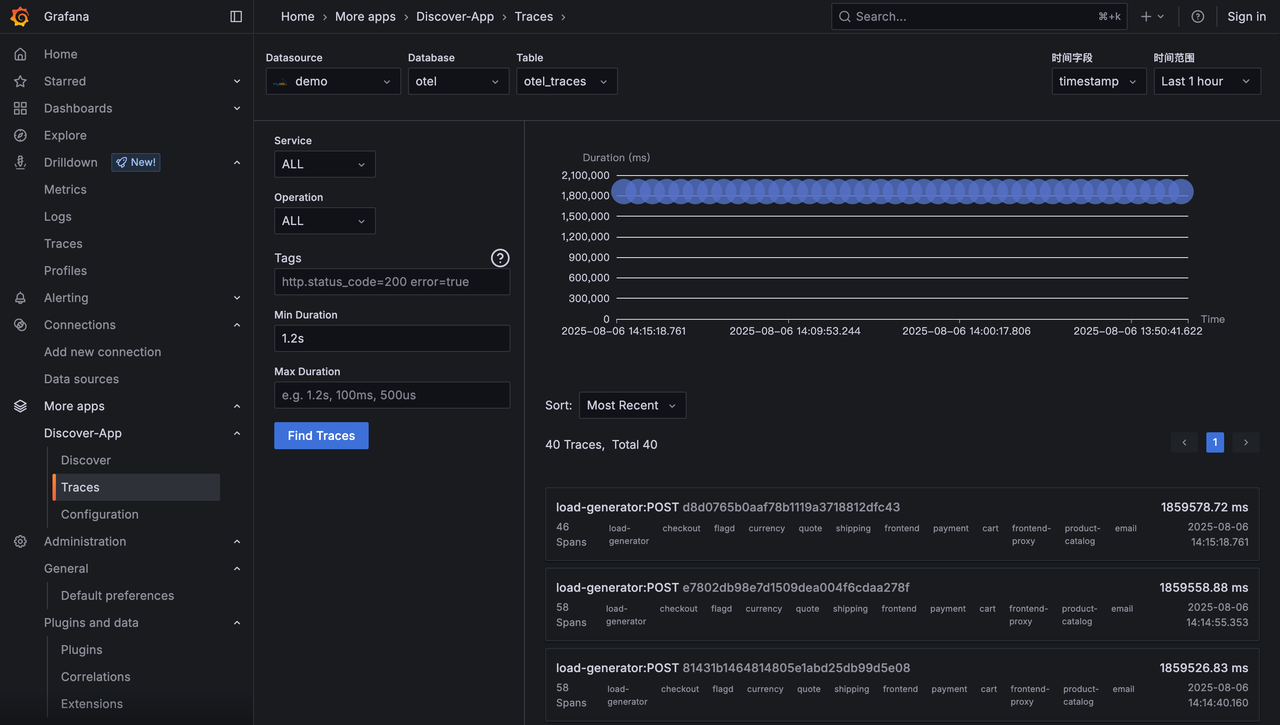 Grafana
Home
More apps
Discover-App
Traces
Search...
⌘+k
Sign in
Home
Starred
Dashboards
Explore
Drilldown
New!
Metrics
Logs
Traces
Profiles
Alerting
Connections
Add new connection
Data sources
More apps
Discover-App
Discover
Traces
Configuration
Administration
General
Default preferences
Plugins and data
Plugins
Correlations
Extensions
Datasource
Database
Table
demo
otel
otel_traces
时间字段
时间范围
timestamp
Last 1 hour
Service
ALL
Operation
ALL
Tags
http.status_code=200 error=true
Min Duration
1.2s
Max Duration
e.g. 1.2s, 100ms, 500us
Find Traces
Duration (ms)
2,100,000
1,800,000
1,500,000
1,200,000
900,000
600,000
300,000
0
Time
2025-08-06 14:15:18.761
2025-08-06 14:09:53.244
2025-08-06 14:00:17.806
2025-08-06 13:50:41.622
Sort: Most Recent
40 Traces, Total 40
1
load-generator:POST d8d0765b0aaf78b1119a3718812dfc43
1859578.72 ms
46 Spans
load-generator checkout flagd currency quote shipping frontend payment cart frontend-proxy product-catalog email
2025-08-06
14:15:18.761
load-generator:POST e7802db98e7d1509dea004f6cdaa278f
1859558.88 ms
58 Spans
load-generator checkout flagd currency quote shipping frontend payment cart frontend-proxy product-catalog email
2025-08-06
14:14:55.353
load-generator:POST 81431b1464814805e1abd25db99d5e08
1859526.83 ms
58 Spans
load-generator checkout flagd currency quote shipping frontend payment cart frontend-proxy product-catalog email
2025-08-06
14:14:40.160